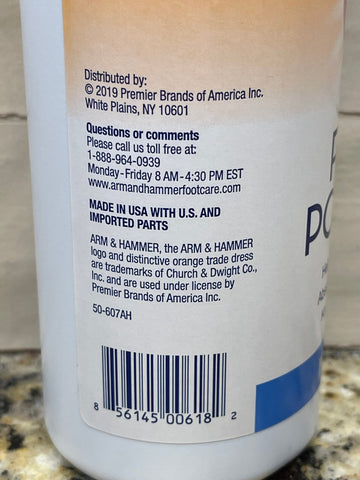 Distributed by:
© 2019 Premier Brands of America Inc.
White Plains, NY 10601
Questions or comments
Please call us toll free at:
1-888-964-0939
Monday-Friday 8 AM-4:30 PM EST
www.armandhammerfootcare.com
MADE IN USA WITH U.S. AND
IMPORTED PARTS
ARM & HAMMER, the ARM & HAMMER
logo and distinctive orange trade dress
are trademarks of Church & Dwight Co.,
Inc. and are used under license by
Premier Brands of America Inc.
50-607AH
8 56145 00618 2